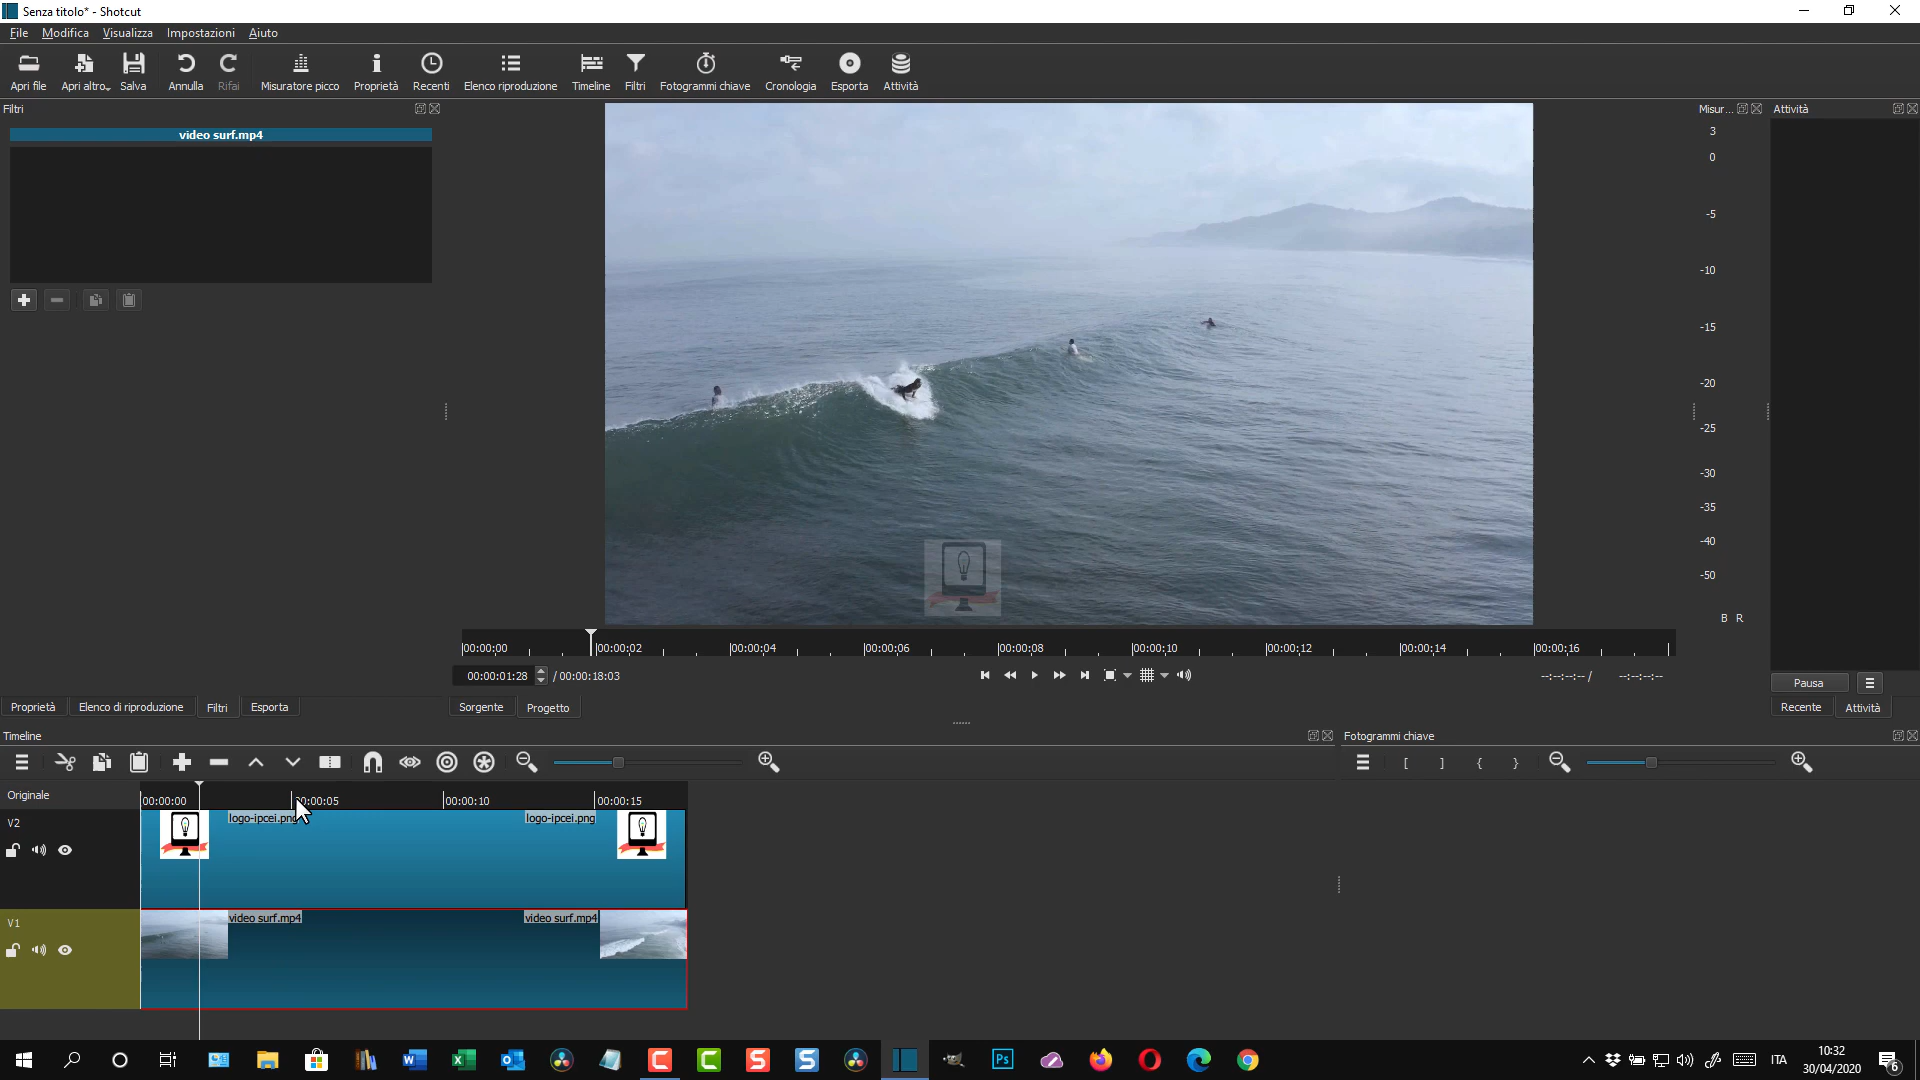 Senza titolo* - Shotcut
File Modifica Visualizza Impostazioni Aiuto
Apri file Apri altro Salva Annulla Rifai Misuratore picco Proprietà Recenti Elenco riproduzione Timeline Filtri Fotogrammi chiave Cronologia Esporta Attività
Filtri
Misur...
Attività
video surf.mp4
3
0
-5
-10
-15
-20
-25
-30
-35
-40
-50
B R
00:00:00 00:00:02 00:00:04 00:00:06 00:00:08 00:00:10 00:00:12 00:00:14 00:00:16
00:00:01:28 / 00:00:18:03
--:--:--:-- / --:--:--:--
Pausa
Proprietà Elenco di riproduzione Filtri Esporta
Sorgente Progetto
Recente Attività
Timeline
Fotogrammi chiave
[ ] { }
Originale
00:00:00 00:00:05 00:00:10 00:00:15
V2
logo-ipcei.png logo-ipcei.png
V1
video surf.mp4 video surf.mp4
ITA
10:32
30/04/2020
6